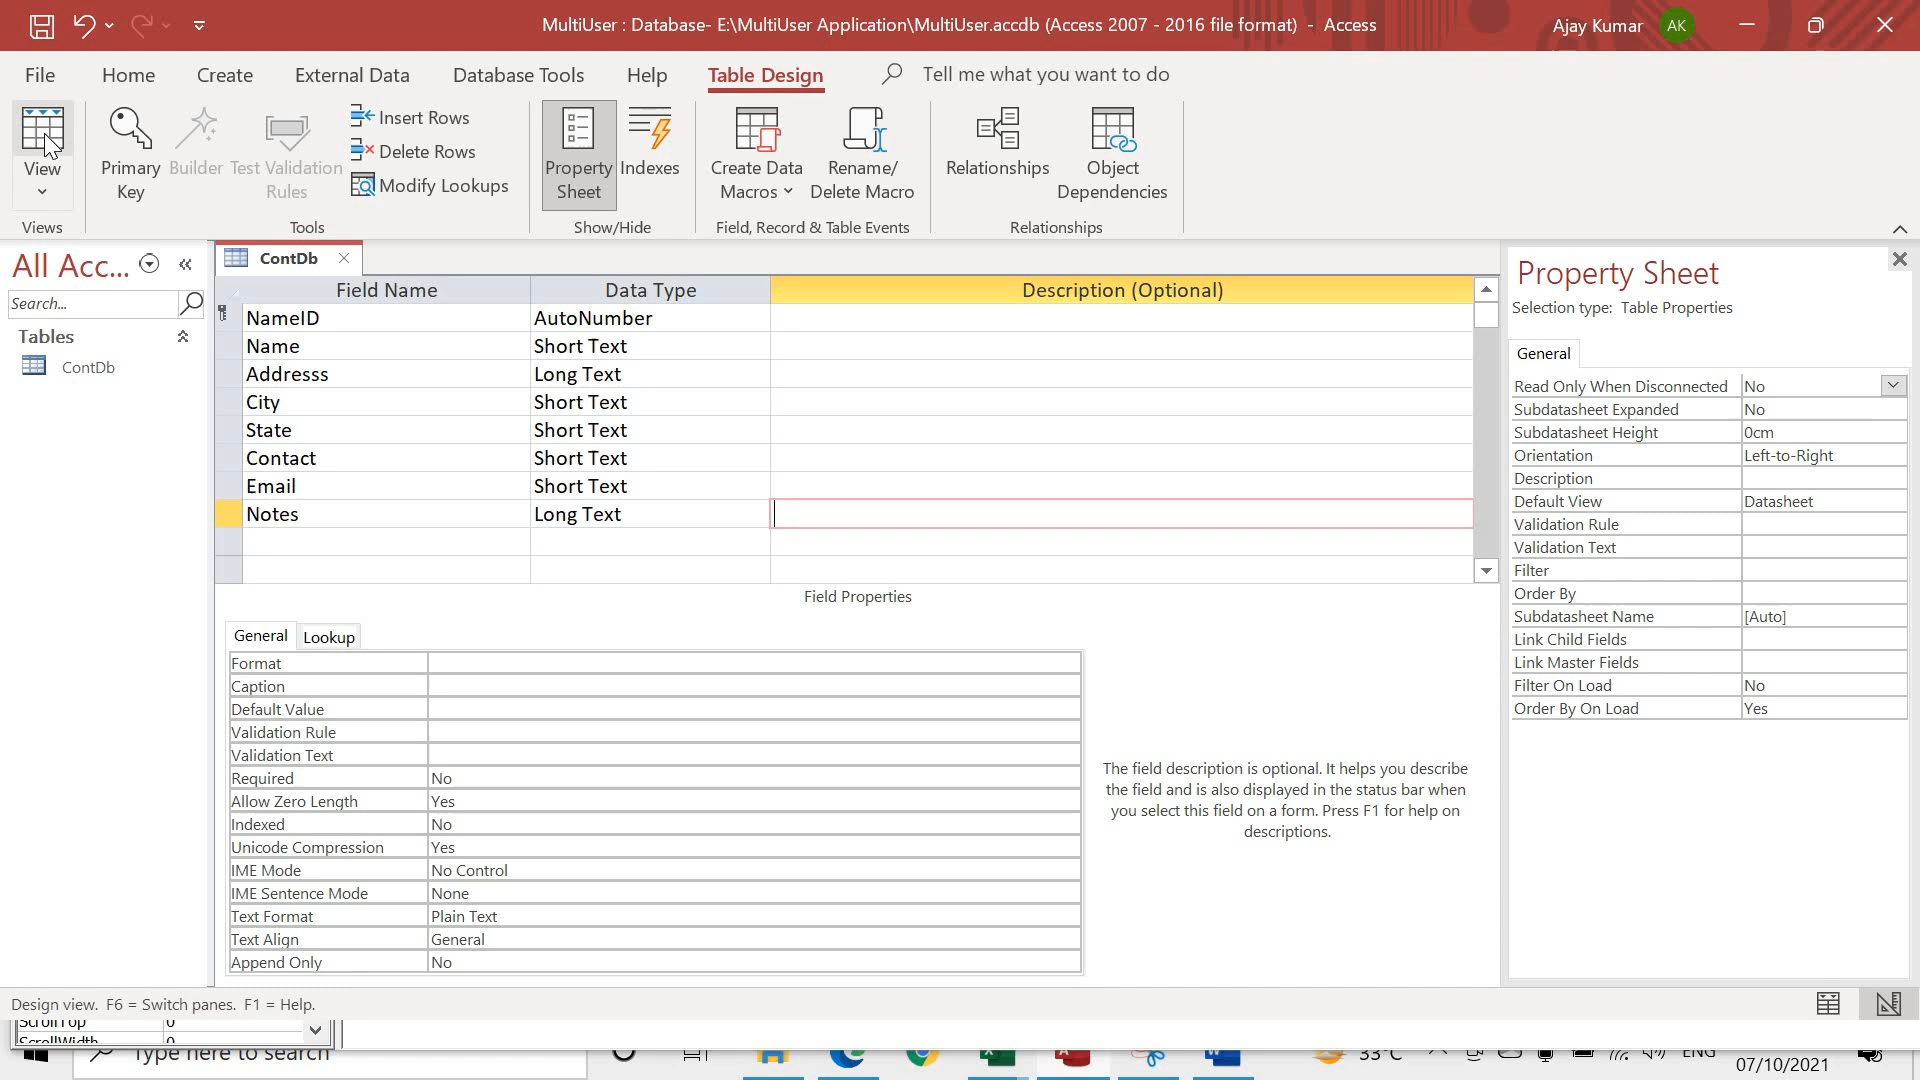 MultiUser : Database- E:\MultiUser Application\MultiUser.accdb (Access 2007 - 2016 file format) - Access
Ajay Kumar AK
File Home Create External Data Database Tools Help Table Design Tell me what you want to do
View
Primary Key
Builder
Test Validation Rules
Insert Rows
Delete Rows
Modify Lookups
Property Sheet
Indexes
Create Data Macros
Rename/ Delete Macro
Relationships
Object Dependencies
Views Tools Show/Hide Field, Record & Table Events Relationships
All Acc...
Search...
Tables
ContDb
ContDb
Field Name Data Type Description (Optional)
NameID AutoNumber
Name Short Text
Addresss Long Text
City Short Text
State Short Text
Contact Short Text
Email Short Text
Notes Long Text
Field Properties
General Lookup
Format
Caption
Default Value
Validation Rule
Validation Text
Required No
Allow Zero Length Yes
Indexed No
Unicode Compression Yes
IME Mode No Control
IME Sentence Mode None
Text Format Plain Text
Text Align General
Append Only No
The field description is optional. It helps you describe
the field and is also displayed in the status bar when
you select this field on a form. Press F1 for help on
descriptions.
Property Sheet
Selection type: Table Properties
General
Read Only When Disconnected No
Subdatasheet Expanded No
Subdatasheet Height 0cm
Orientation Left-to-Right
Description
Default View Datasheet
Validation Rule
Validation Text
Filter
Order By
Subdatasheet Name [Auto]
Link Child Fields
Link Master Fields
Filter On Load No
Order By On Load Yes
Design view. F6 = Switch panes. F1 = Help.
ScrollTop 0
ScrollWidth 0
Type here to search
33°C
ENG
07/10/2021